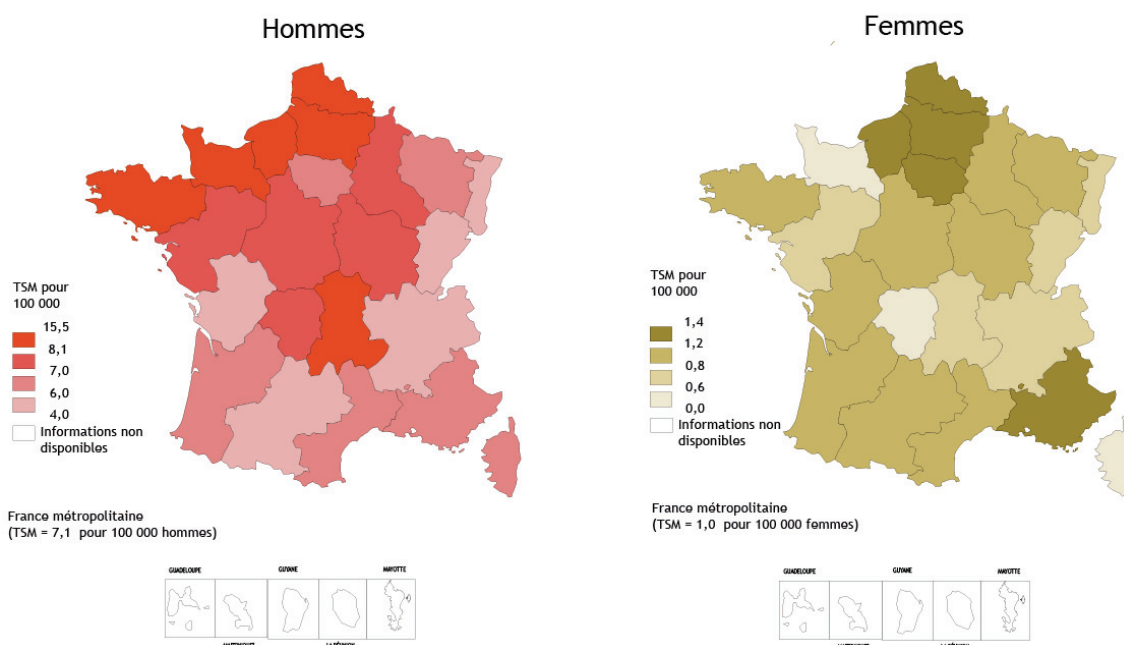 Hommes
TSM pour
100 000
15,5
8,1
7,0
6,0
4,0
Informations non
disponibles
France métropolitaine
(TSM = 7,1 pour 100 000 hommes)
GUADELOUPE
GUYANE
MAYOTTE
Femmes
TSM pour
100 000
1,4
1,2
0,8
0,6
0,0
Informations non
disponibles
France métropolitaine
(TSM = 1,0 pour 100 000 femmes)
GUADELOUPE
GUYANE
MAYOTTE